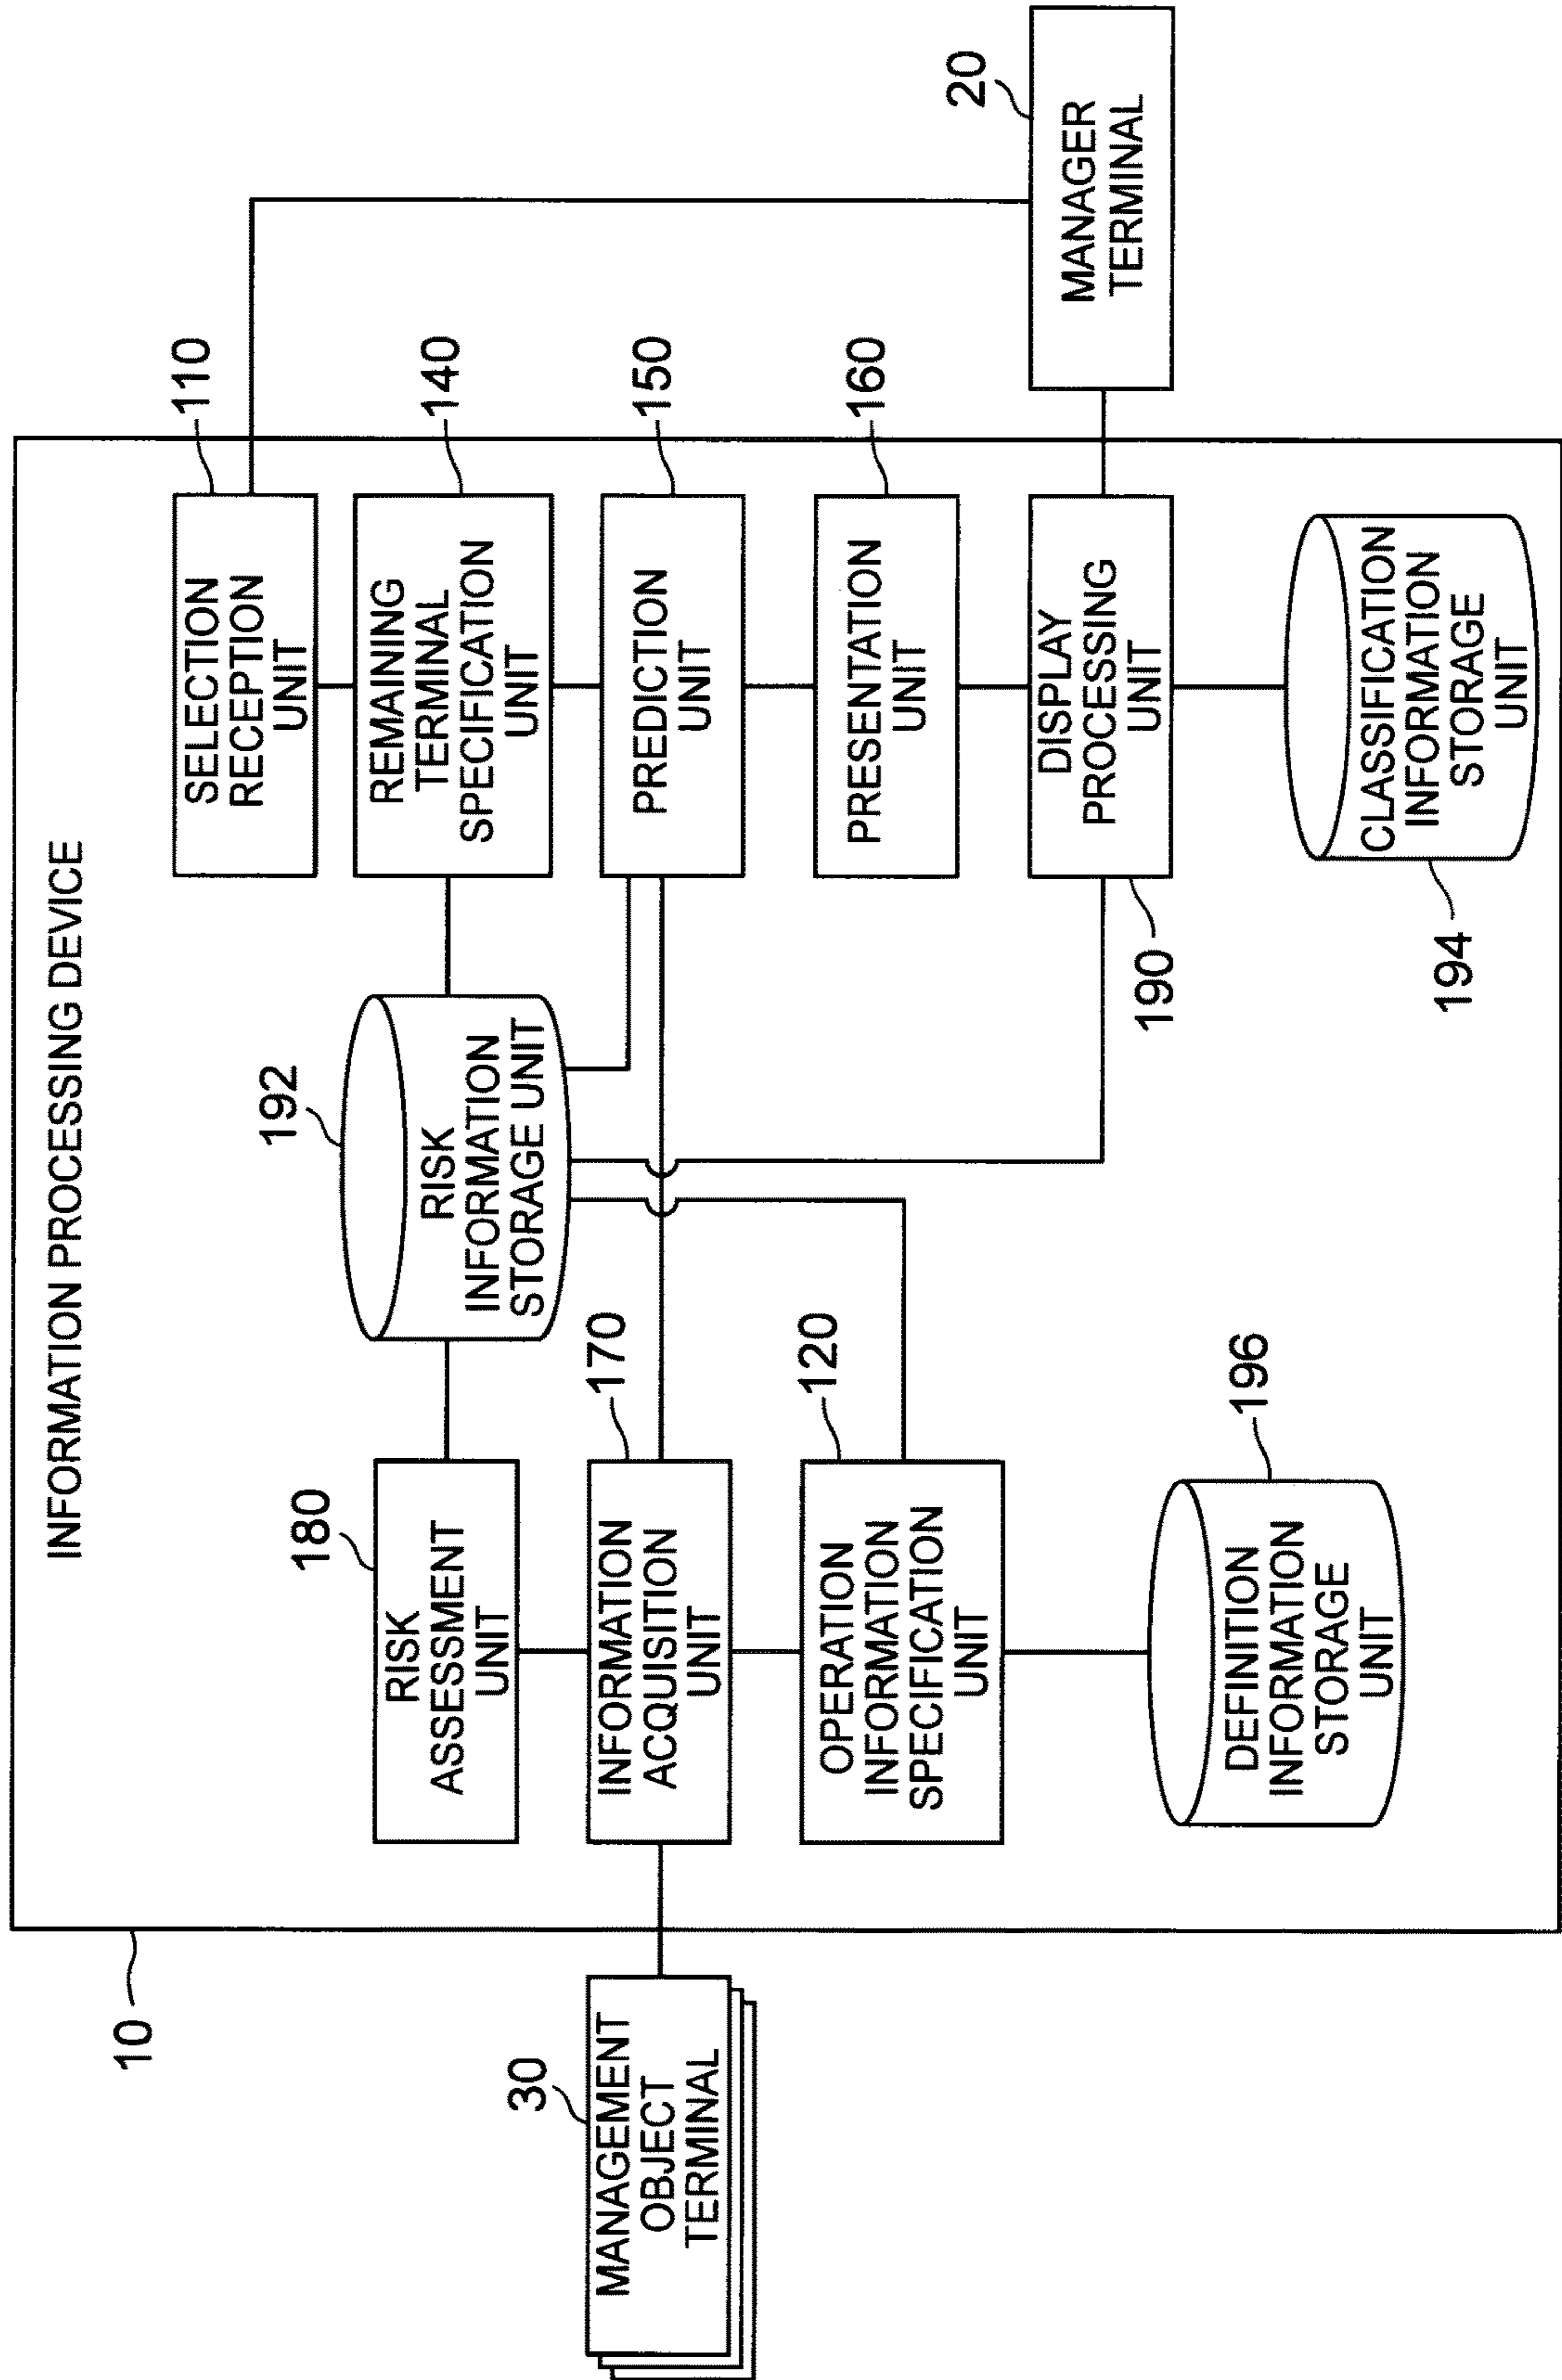 INFORMATION PROCESSING DEVICE
10
30
MANAGEMENT
OBJECT
TERMINAL
180
RISK
ASSESSMENT
UNIT
170
INFORMATION
ACQUISITION
UNIT
120
OPERATION
INFORMATION
SPECIFICATION
UNIT
196
DEFINITION
INFORMATION
STORAGE
UNIT
192
RISK
INFORMATION
STORAGE UNIT
110
SELECTION
RECEPTION
UNIT
140
REMAINING
TERMINAL
SPECIFICATION
UNIT
150
PREDICTION
UNIT
160
PRESENTATION
UNIT
190
DISPLAY
PROCESSING
UNIT
194
CLASSIFICATION
INFORMATION
STORAGE
UNIT
20
MANAGER
TERMINAL